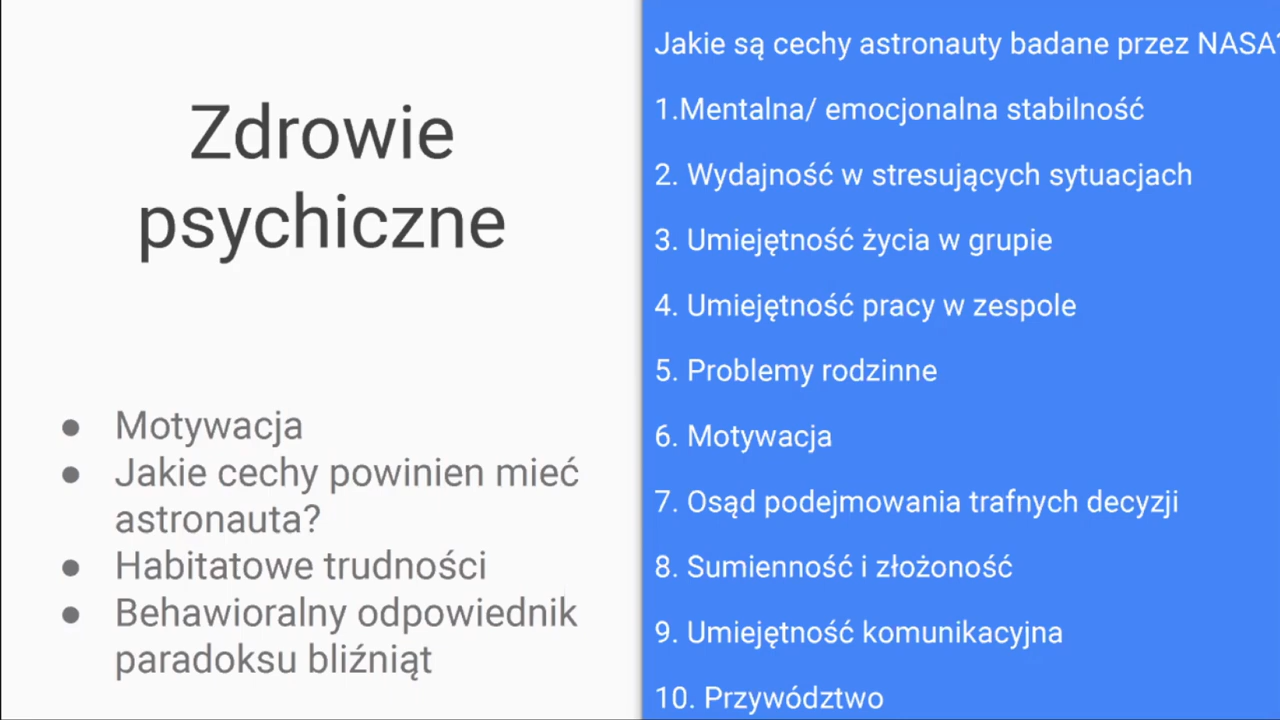 Zdrowie
psychiczne
● Motywacja
● Jakie cechy powinien mieć
astronauta?
● Habitatowe trudności
● Behawioralny odpowiednik
paradoksu bliźniąt
Jakie są cechy astronauty badane przez NASA?
1.Mentalna/ emocjonalna stabilność
2. Wydajność w stresujących sytuacjach
3. Umiejętność życia w grupie
4. Umiejętność pracy w zespole
5. Problemy rodzinne
6. Motywacja
7. Osąd podejmowania trafnych decyzji
8. Sumienność i złożoność
9. Umiejętność komunikacyjna
10. Przywództwo